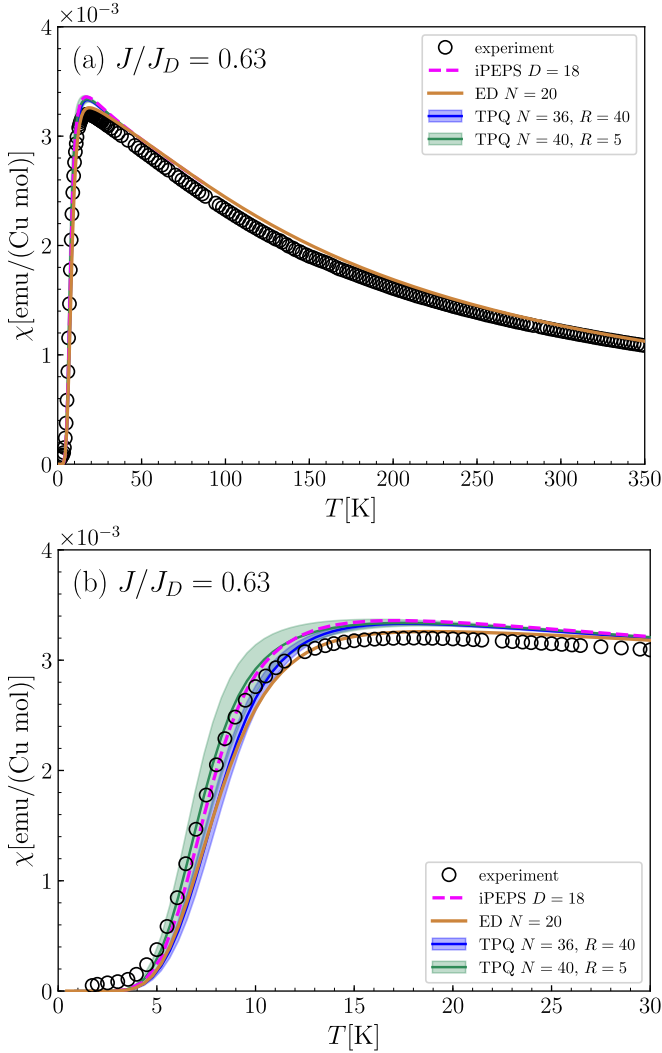 ×10⁻³
(a) J/J_D = 0.63
experiment
iPEPS D = 18
ED N = 20
TPQ N = 36, R = 40
TPQ N = 40, R = 5
χ[emu/(Cu mol)]
4
3
2
1
0
0 50 100 150 200 250 300 350
T[K]
×10⁻³
(b) J/J_D = 0.63
χ[emu/(Cu mol)]
4
3
2
1
0
experiment
iPEPS D = 18
ED N = 20
TPQ N = 36, R = 40
TPQ N = 40, R = 5
0 5 10 15 20 25 30
T[K]